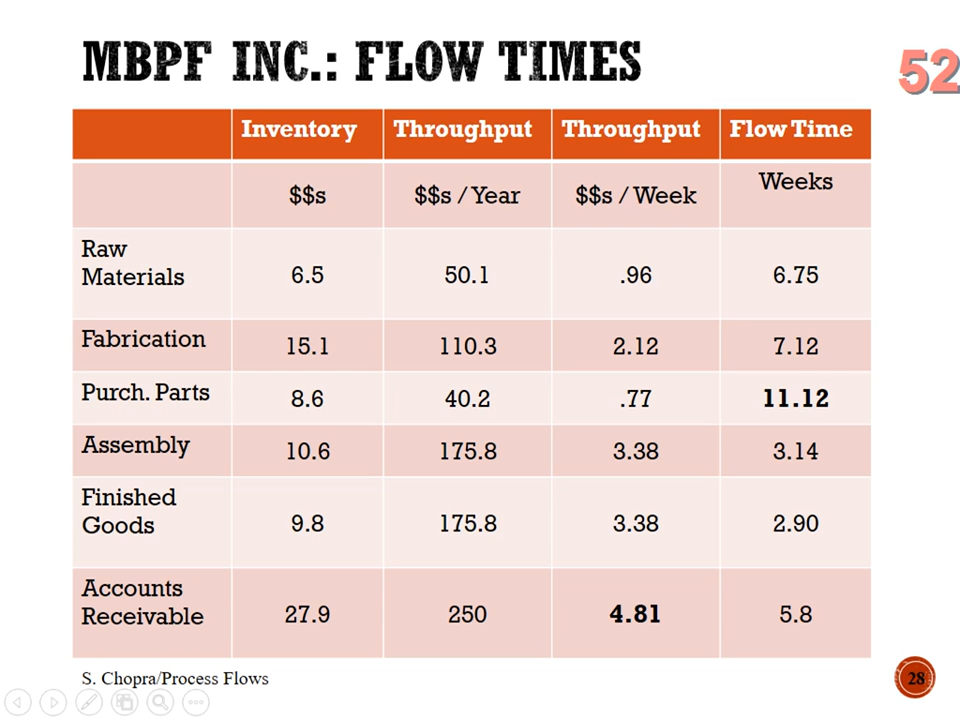 MBPF INC.: FLOW TIMES
52
Inventory Throughput Throughput Flow Time
$$s $$s / Year $$s / Week Weeks
Raw
Materials 6.5 50.1 .96 6.75
Fabrication 15.1 110.3 2.12 7.12
Purch. Parts 8.6 40.2 .77 11.12
Assembly 10.6 175.8 3.38 3.14
Finished
Goods 9.8 175.8 3.38 2.90
Accounts
Receivable 27.9 250 4.81 5.8
S. Chopra/Process Flows
28